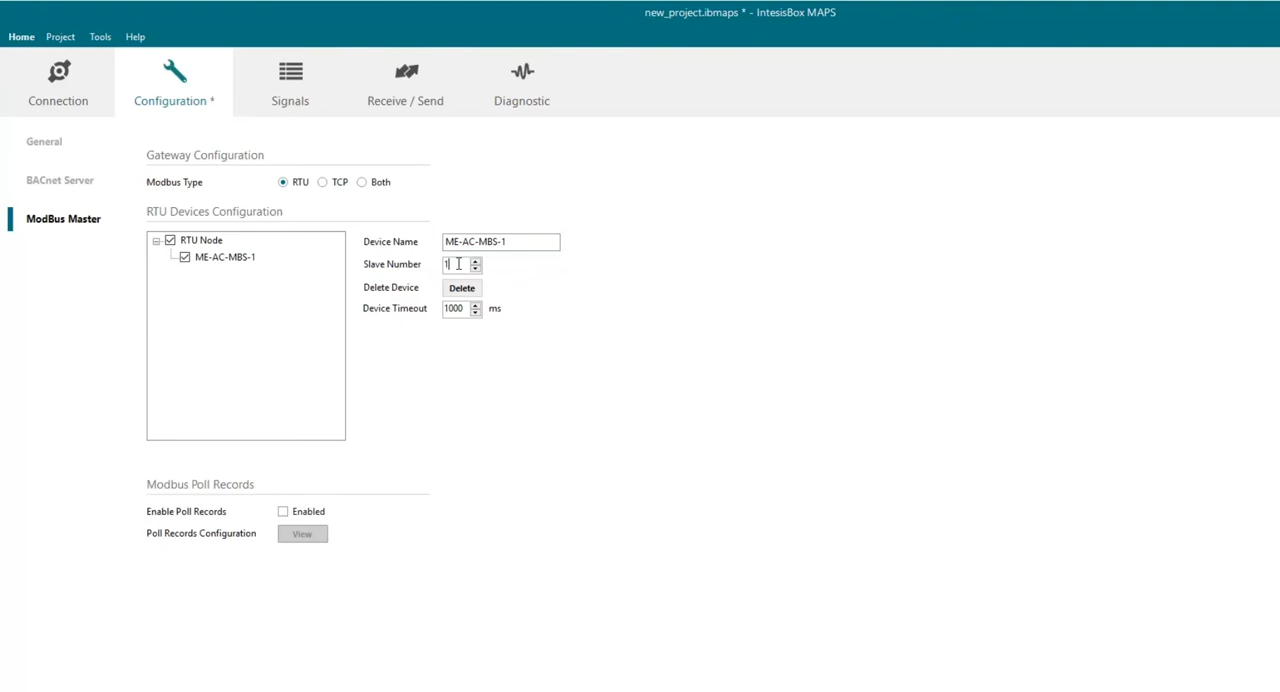 new_project.ibmaps * - IntesisBox MAPS
Home Project Tools Help
Connection Configuration * Signals Receive / Send Diagnostic
General
BACnet Server
ModBus Master
Gateway Configuration
Modbus Type RTU TCP Both
RTU Devices Configuration
RTU Node
ME-AC-MBS-1
Device Name ME-AC-MBS-1
Slave Number 1
Delete Device Delete
Device Timeout 1000 ms
Modbus Poll Records
Enable Poll Records Enabled
Poll Records Configuration View